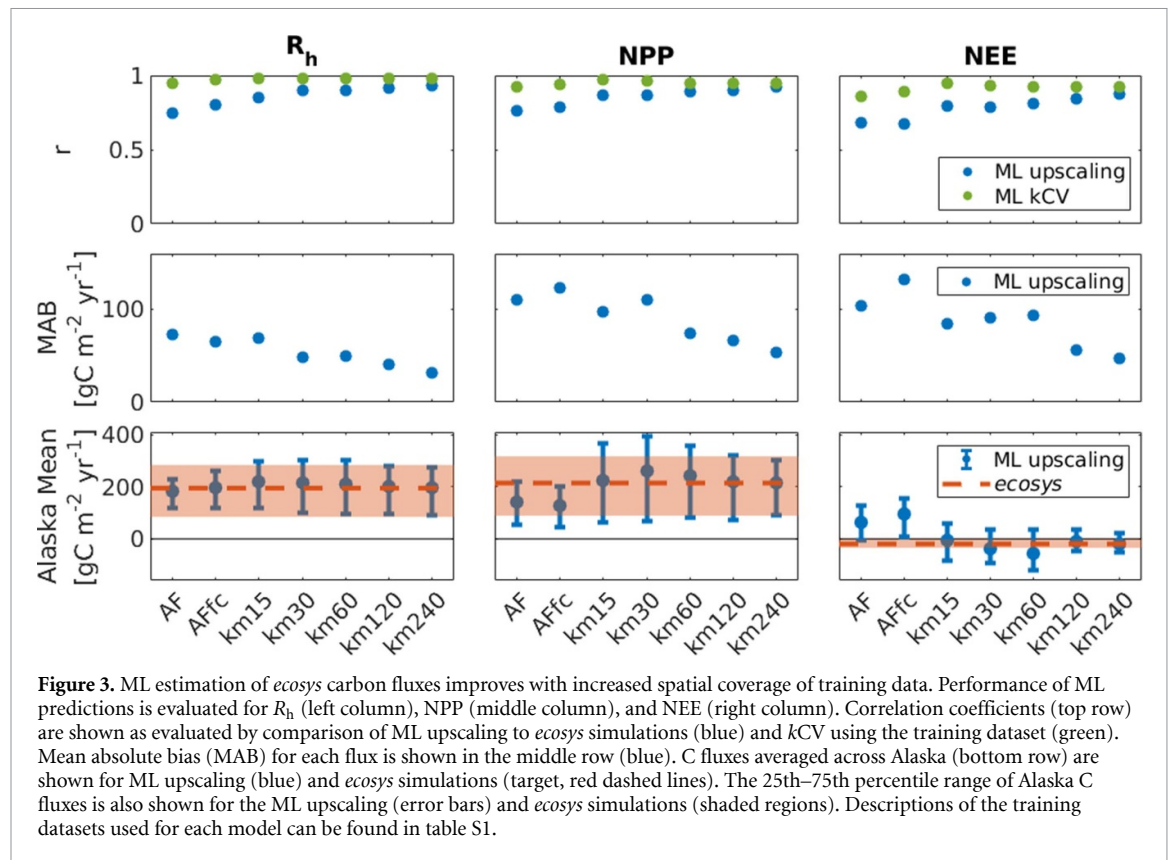 R_h NPP NEE
1
0.5
0
r
ML upscaling
ML kCV
100
0
MAB
[gC m⁻² yr⁻¹]
ML upscaling
400
200
0
Alaska Mean
[gC m⁻² yr⁻¹]
ML upscaling
ecosys
AF AFfc km15 km30 km60 km120 km240
AF AFfc km15 km30 km60 km120 km240
AF AFfc km15 km30 km60 km120 km240
Figure 3. ML estimation of ecosys carbon fluxes improves with increased spatial coverage of training data. Performance of ML
predictions is evaluated for R_h (left column), NPP (middle column), and NEE (right column). Correlation coefficients (top row)
are shown as evaluated by comparison of ML upscaling to ecosys simulations (blue) and kCV using the training dataset (green).
Mean absolute bias (MAB) for each flux is shown in the middle row (blue). C fluxes averaged across Alaska (bottom row) are
shown for ML upscaling (blue) and ecosys simulations (target, red dashed lines). The 25th–75th percentile range of Alaska C
fluxes is also shown for the ML upscaling (error bars) and ecosys simulations (shaded regions). Descriptions of the training
datasets used for each model can be found in table S1.